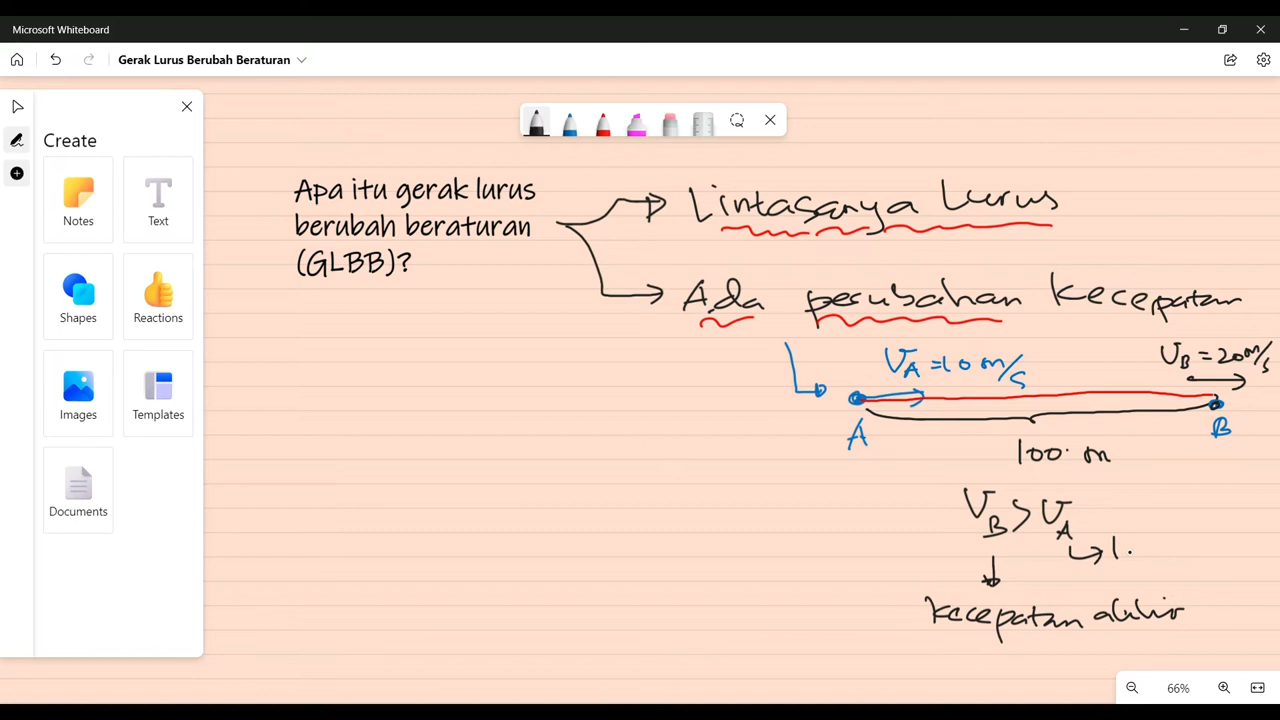 Microsoft Whiteboard
Gerak Lurus Berubah Beraturan
Create
Notes
Text
Shapes
Reactions
Images
Templates
Documents
Apa itu gerak lurus
berubah beraturan
(GLBB)?
Lintasanya Lurus
Ada perubahan kecepatan
VA = 10 m/s
VB = 20 m/s
A
B
100 m
VB > VA
kecepatan akhir
66%